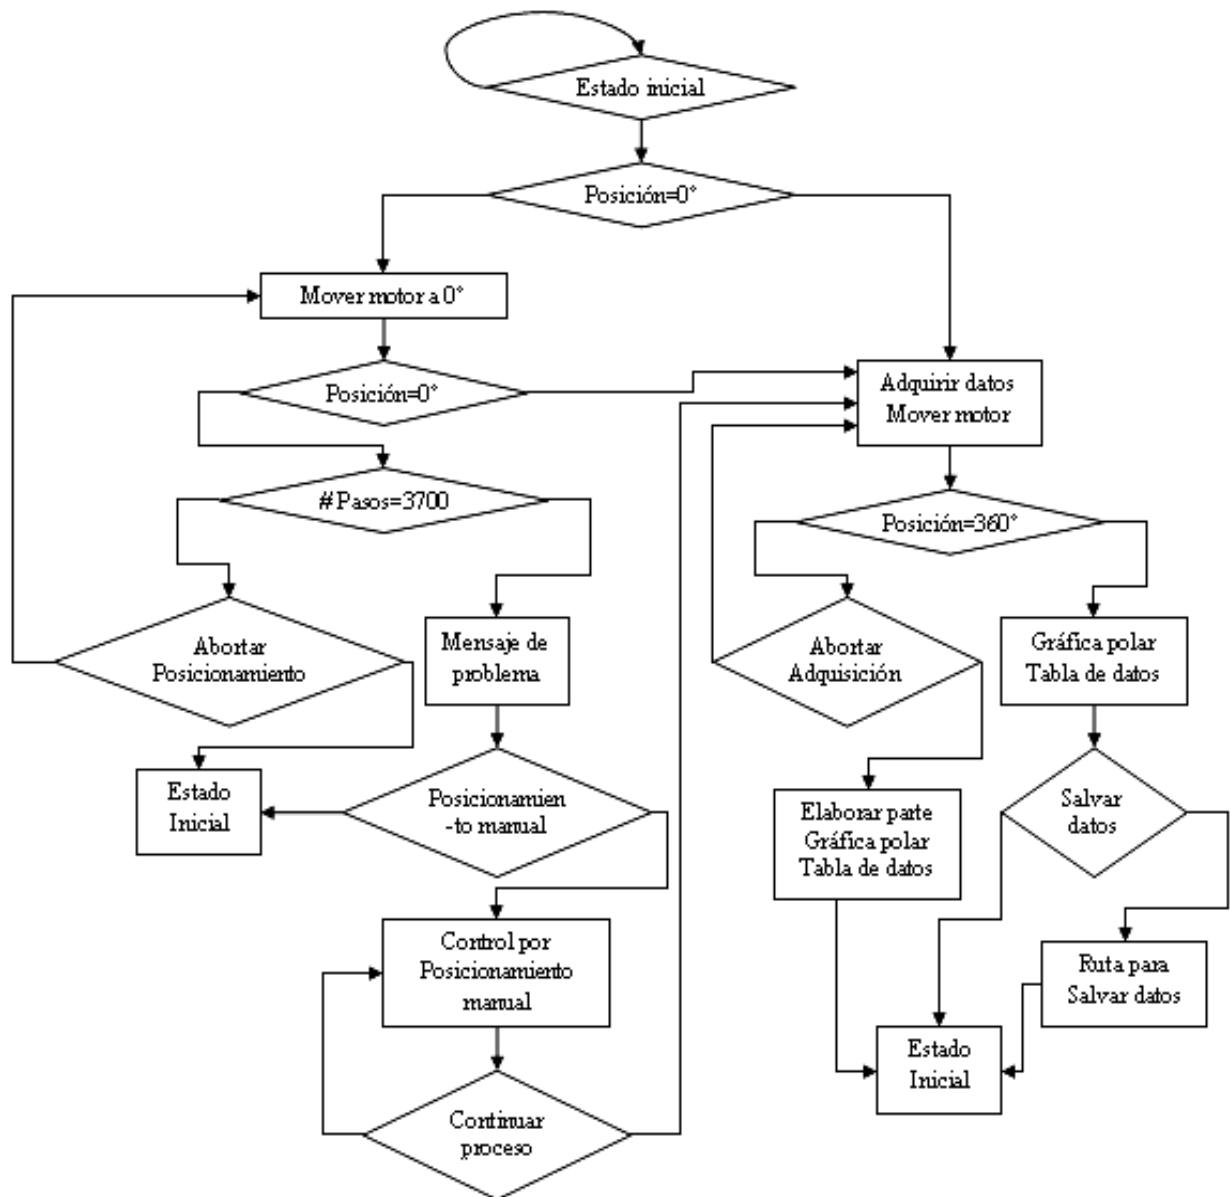 Estado inicial
Posición=0°
Mover motor a 0°
Posición=0°
Adquirir datos
Mover motor
# Pasos=3700
Posición=360°
Abortar
Posicionamiento
Mensaje de
problema
Abortar
Adquisición
Gráfica polar
Tabla de datos
Estado
Inicial
Posicionamien
-to manual
Elaborar parte
Gráfica polar
Tabla de datos
Salvar
datos
Control por
Posicionamiento
manual
Ruta para
Salvar datos
Estado
Inicial
Continuar
proceso